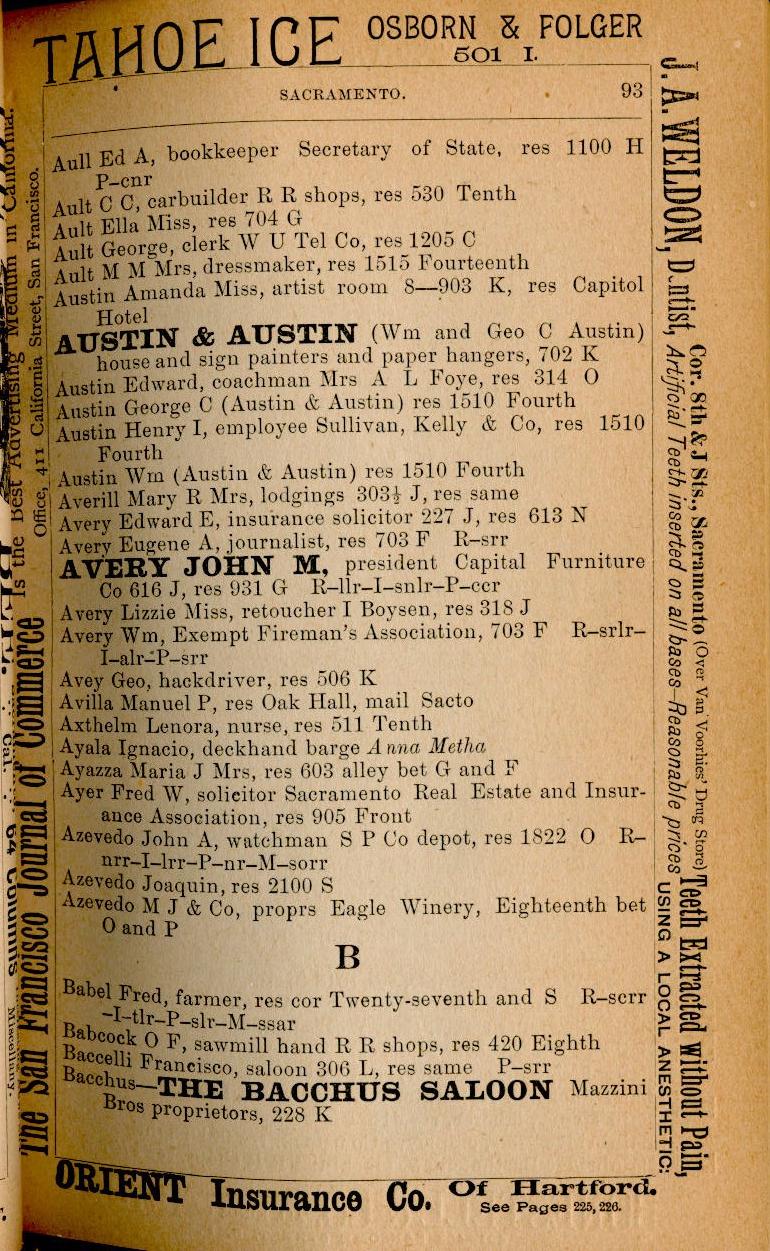 TAHOE ICE OSBORN & FOLGER
501 I.
SACRAMENTO. 93
Aull Ed A, bookkeeper Secretary of State, res 1100 H
P-cnr
Ault C C, carbuilder R R shops, res 530 Tenth
Ault Ella Miss, res 704 G
Ault George, clerk W U Tel Co, res 1205 C
Ault M M Mrs, dressmaker, res 1515 Fourteenth
Austin Amanda Miss, artist room 8—903 K, res Capitol
Hotel
AUSTIN & AUSTIN (Wm and Geo C Austin)
house and sign painters and paper hangers, 702 K
Austin Edward, coachman Mrs A L Foye, res 314 O
Austin George C (Austin & Austin) res 1510 Fourth
Austin Henry I, employee Sullivan, Kelly & Co, res 1510
Fourth
Austin Wm (Austin & Austin) res 1510 Fourth
Averill Mary R Mrs, lodgings 303½ J, res same
Avery Edward E, insurance solicitor 227 J, res 613 N
Avery Eugene A, journalist, res 703 F R-srr
AVERY JOHN M, president Capital Furniture
Co 616 J, res 931 G R-llr-I-snlr-P-ccr
Avery Lizzie Miss, retoucher I Boysen, res 318 J
Avery Wm, Exempt Fireman's Association, 703 F R-srlr-
I-alr-P-srr
Avey Geo, hackdriver, res 506 K
Avilla Manuel P, res Oak Hall, mail Sacto
Axthelm Lenora, nurse, res 511 Tenth
Ayala Ignacio, deckhand barge Anna Metha
Ayazza Maria J Mrs, res 603 alley bet G and F
Ayer Fred W, solicitor Sacramento Real Estate and Insur-
ance Association, res 905 Front
Azevedo John A, watchman S P Co depot, res 1822 O R-
nrr-I-lrr-P-nr-M-sorr
Azevedo Joaquin, res 2100 S
Azevedo M J & Co, proprs Eagle Winery, Eighteenth bet
O and P
B
Babel Fred, farmer, res cor Twenty-seventh and S R-scrr
-I-tlr-P-slr-M-ssar
Babcock O F, sawmill hand R R shops, res 420 Eighth
Baccelli Francisco, saloon 306 L, res same P-srr
Bacchus—THE BACCHUS SALOON Mazzini
Bros proprietors, 228 K
ORIENT Insurance Co. Of Hartford.
See Pages 225, 226.
J. A. WELDON, Dentist, Cor. 8th & J Sts., Sacramento (Over Van Voorhies' Drug Store) Teeth Extracted without Pain,
Artificial Teeth inserted on all bases—Reasonable prices USING A LOCAL ANESTHETIC.
The San Francisco Journal of Commerce Is the Best Advertising Medium in California.
Office, 411 California Street, San Francisco.
Cal.
64 Columns
Miscellany.